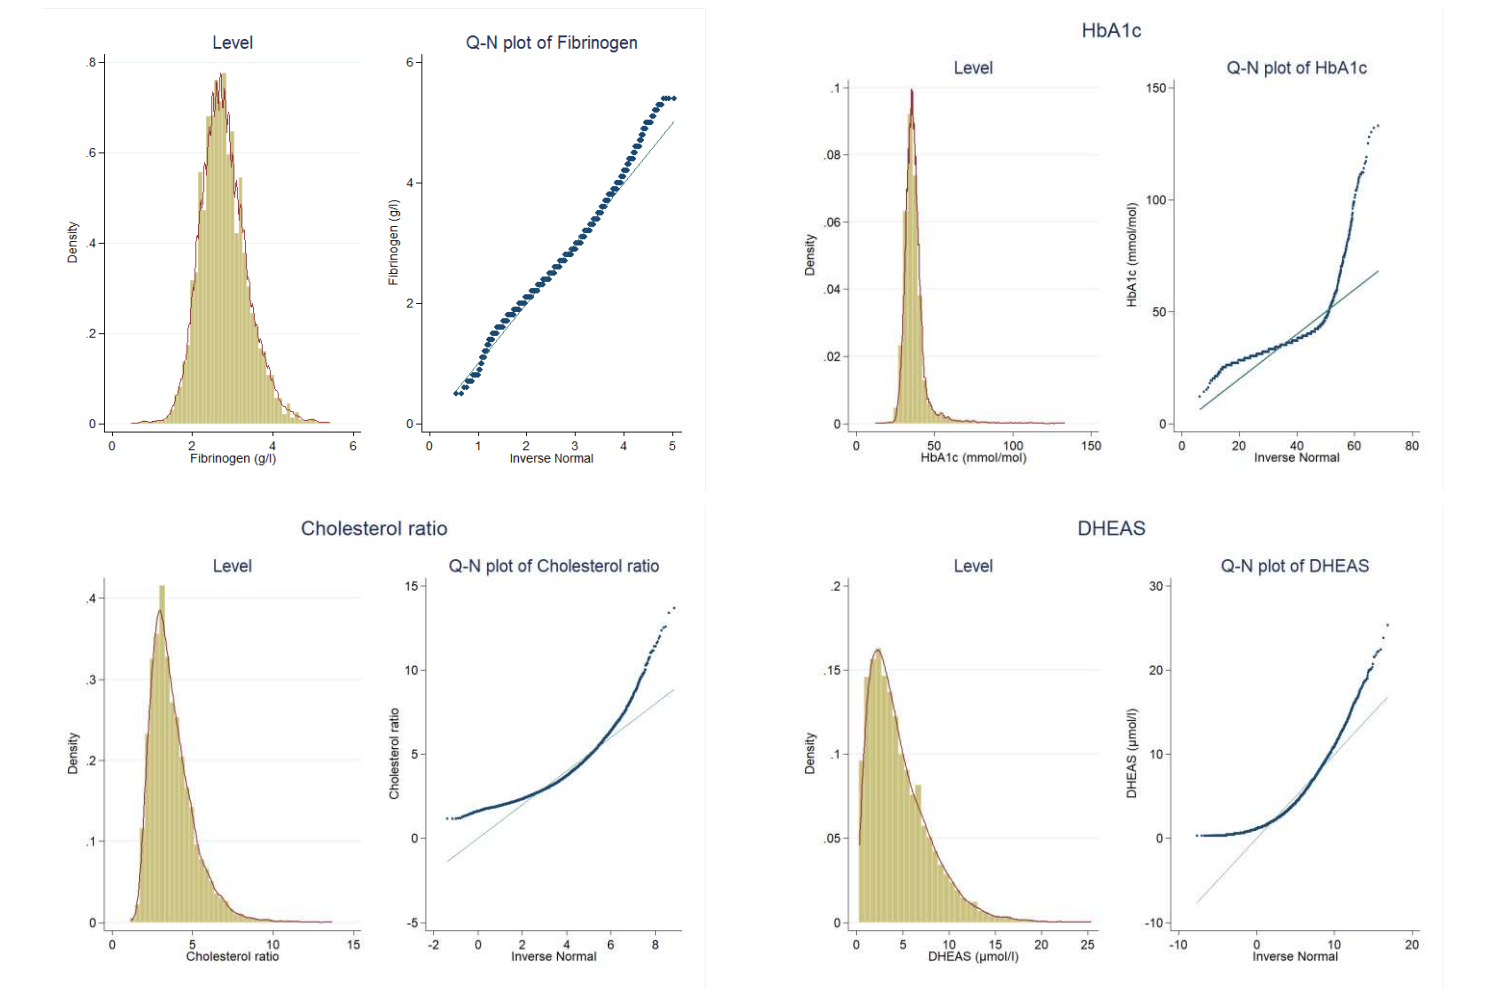 Level
Q-N plot of Fibrinogen
.8
.6
.4
.2
0
Density
0 2 4 6
Fibrinogen (g/l)
6
4
2
0
Fibrinogen (g/l)
0 1 2 3 4 5
Inverse Normal
HbA1c
Level
Q-N plot of HbA1c
.1
.08
.06
.04
.02
0
Density
0 50 100 150
HbA1c (mmol/mol)
150
100
50
0
HbA1c (mmol/mol)
0 20 40 60 80
Inverse Normal
Cholesterol ratio
Level
Q-N plot of Cholesterol ratio
.4
.3
.2
.1
0
Density
0 5 10 15
Cholesterol ratio
15
10
5
0
-5
Cholesterol ratio
-2 0 2 4 6 8
Inverse Normal
DHEAS
Level
Q-N plot of DHEAS
.2
.15
.1
.05
0
Density
0 5 10 15 20 25
DHEAS (µmol/l)
30
20
10
0
-10
DHEAS (µmol/l)
-10 0 10 20
Inverse Normal